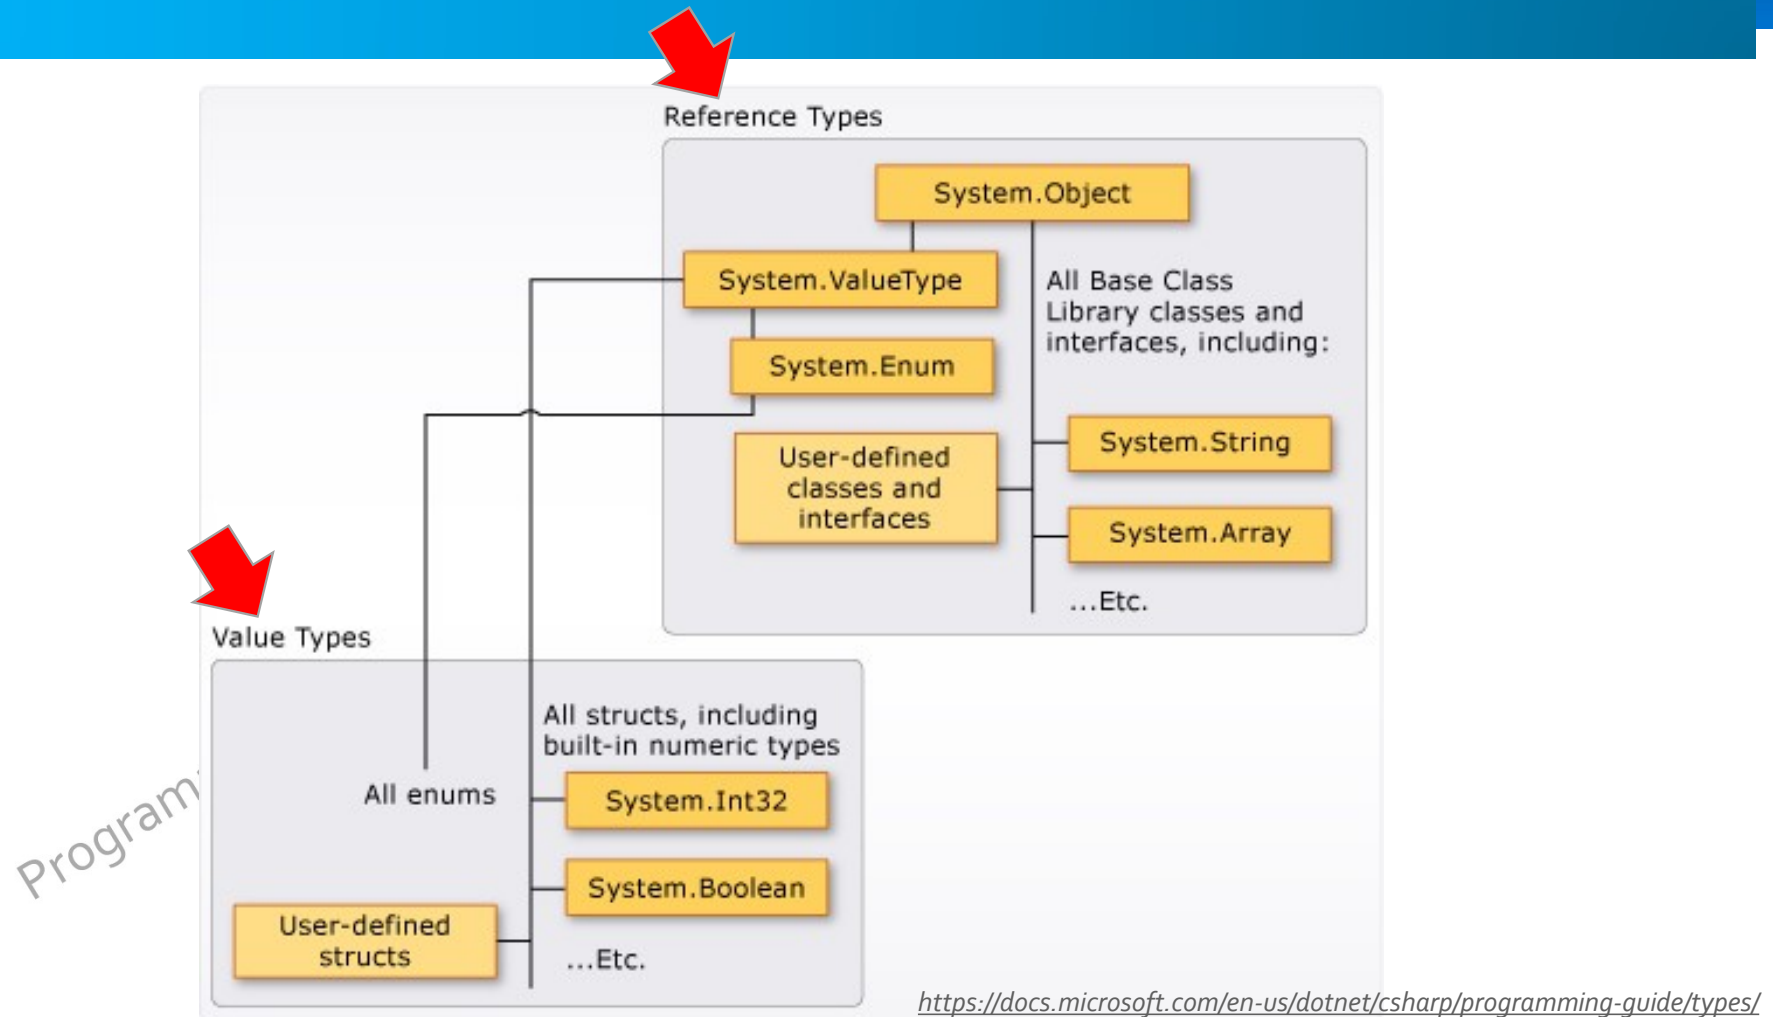 Reference Types
System.Object
System.ValueType
All Base Class
Library classes and
interfaces, including:
System.Enum
System.String
User-defined
classes and
interfaces
System.Array
...Etc.
Value Types
All structs, including
built-in numeric types
All enums
System.Int32
System.Boolean
User-defined
structs
...Etc.
https://docs.microsoft.com/en-us/dotnet/csharp/programming-guide/types/